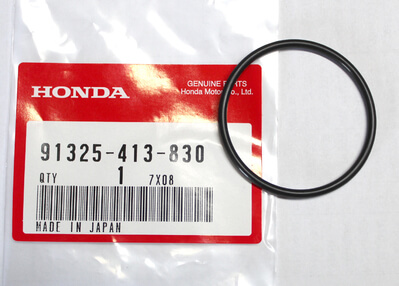 GENUINE PARTS
HONDA
Honda Motor Co., Ltd.
91325-413-830
QTY 1 7X08
MADE IN JAPAN